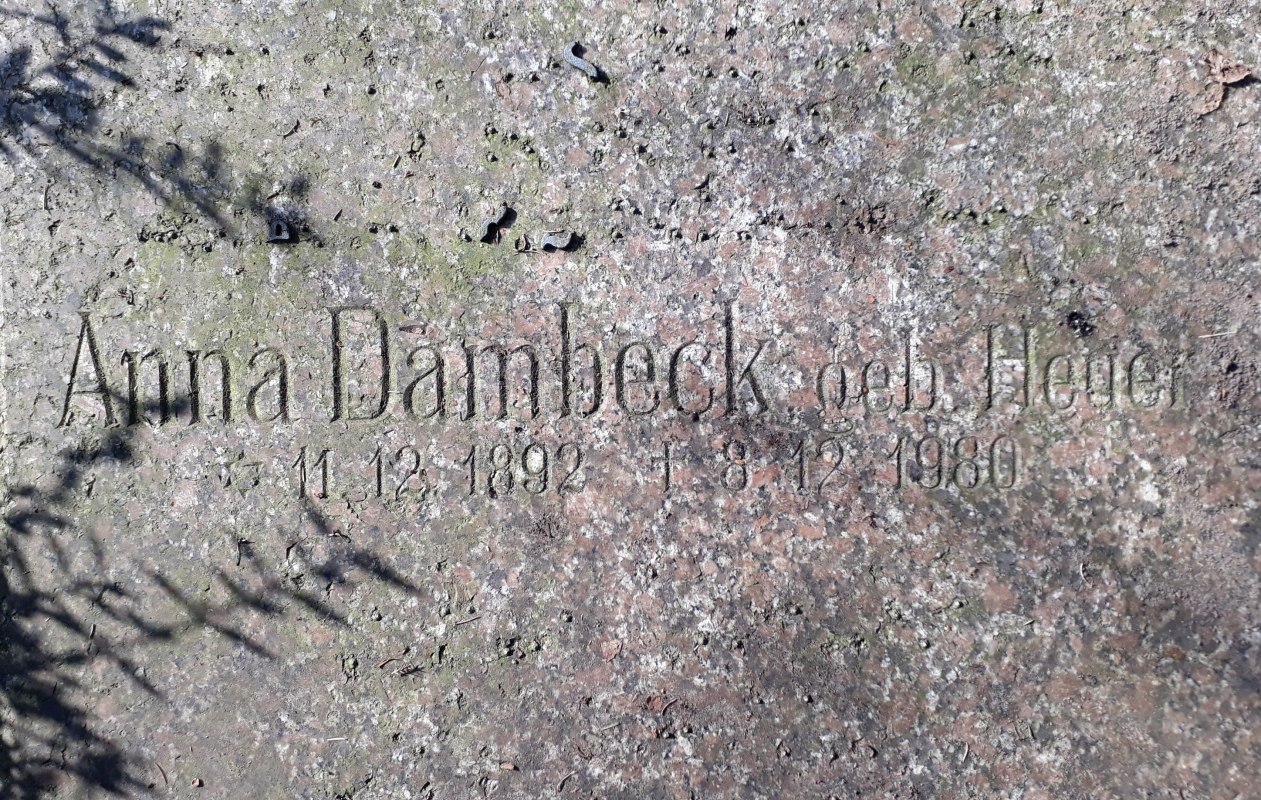 Anna Dambeck geb. Heuer
☆ 11. 12. 1892 † 8. 12. 1980